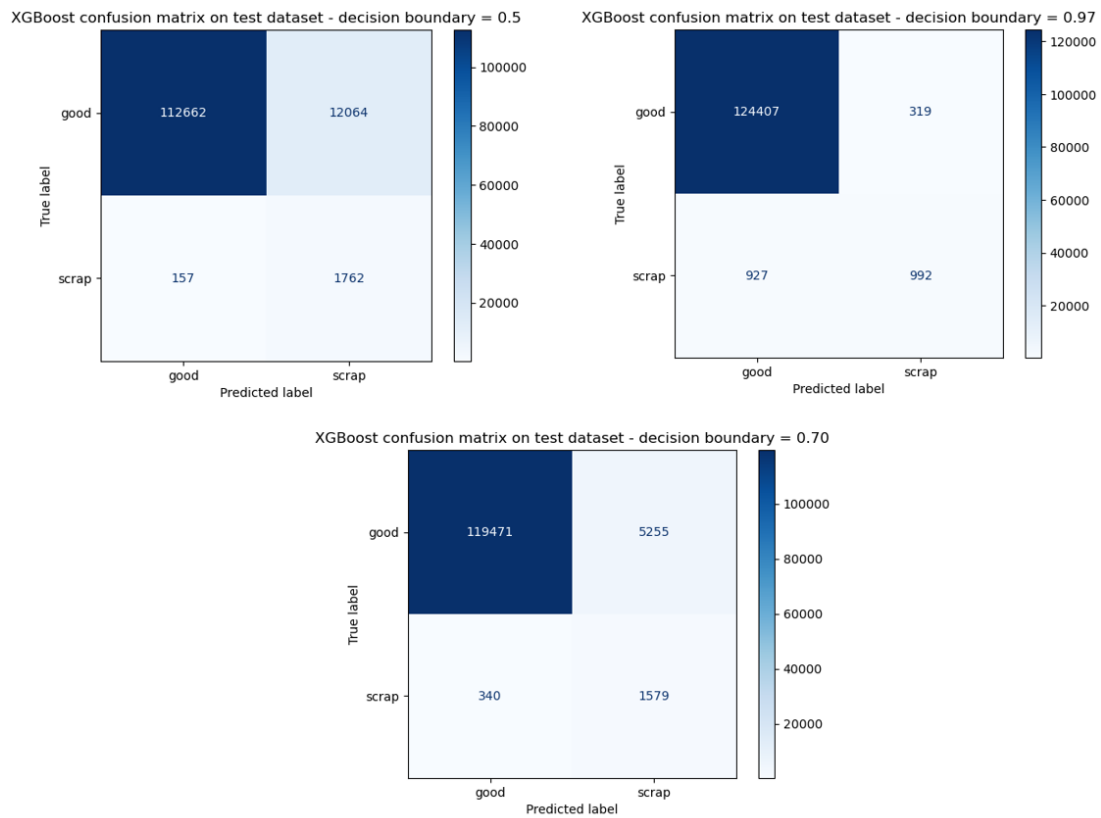 XGBoost confusion matrix on test dataset - decision boundary = 0.5
good
112662
12064
scrap
157
1762
good
scrap
True label
Predicted label
100000
80000
60000
40000
20000
XGBoost confusion matrix on test dataset - decision boundary = 0.97
good
124407
319
scrap
927
992
good
scrap
True label
Predicted label
120000
100000
80000
60000
40000
20000
XGBoost confusion matrix on test dataset - decision boundary = 0.70
good
119471
5255
scrap
340
1579
good
scrap
True label
Predicted label
100000
80000
60000
40000
20000